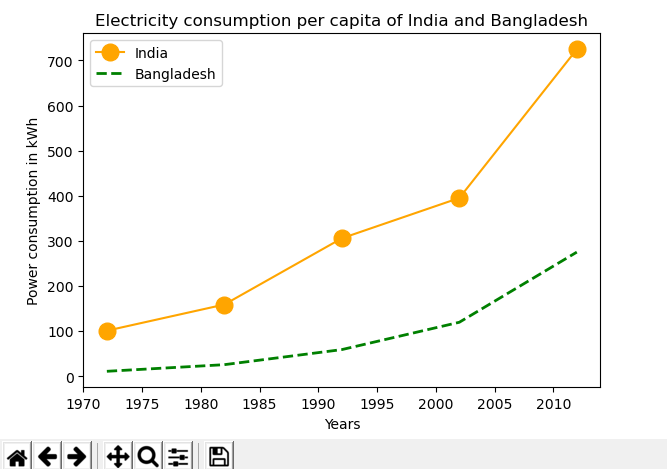 Electricity consumption per capita of India and Bangladesh
India
Bangladesh
700
600
500
400
300
200
100
0
Power consumption in kWh
1970 1975 1980 1985 1990 1995 2000 2005 2010
Years